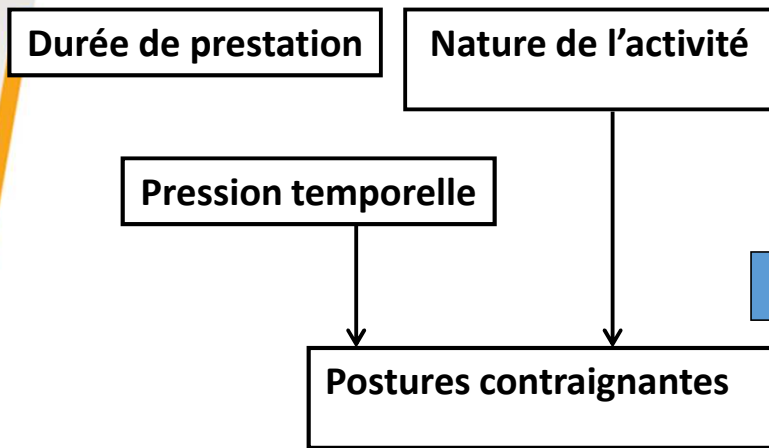 Durée de prestation
Nature de l’activité
Pression temporelle
Postures contraignantes